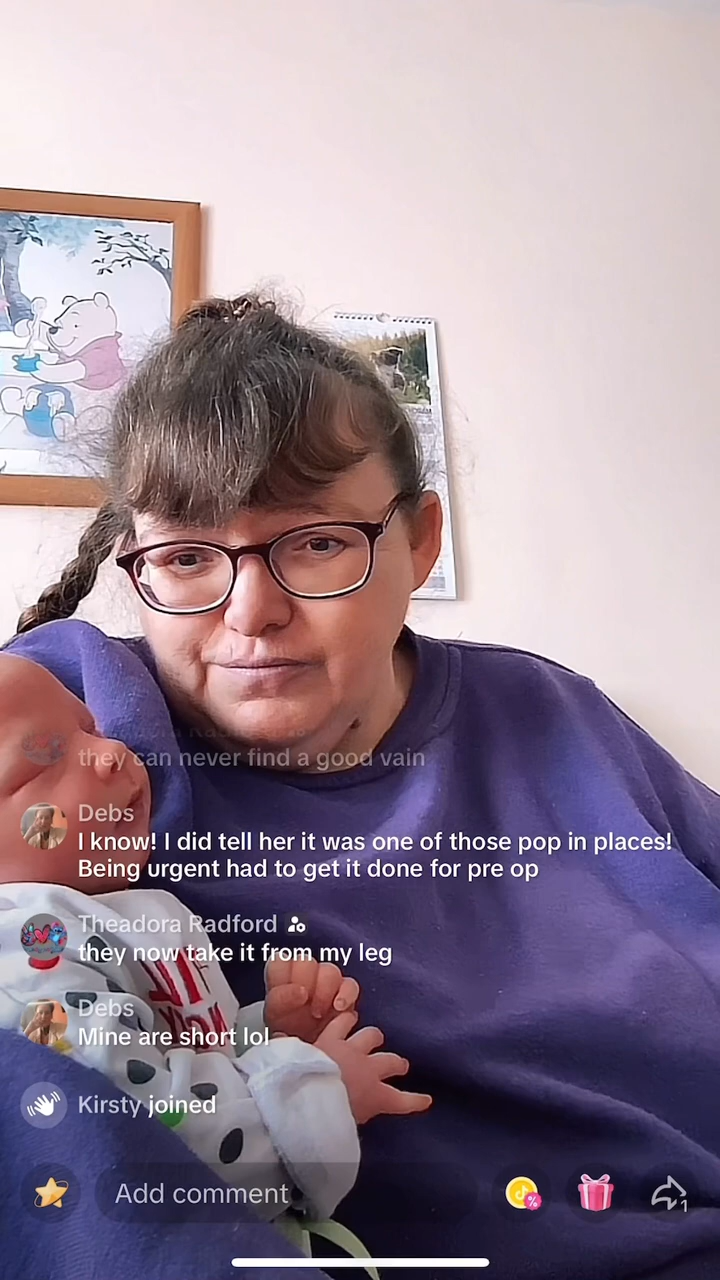 they can never find a good vain
Debs
I know! I did tell her it was one of those pop in places!
Being urgent had to get it done for pre op
Theadora Radford
they now take it from my leg
Debs
Mine are short lol
Kirsty joined
Add comment
1